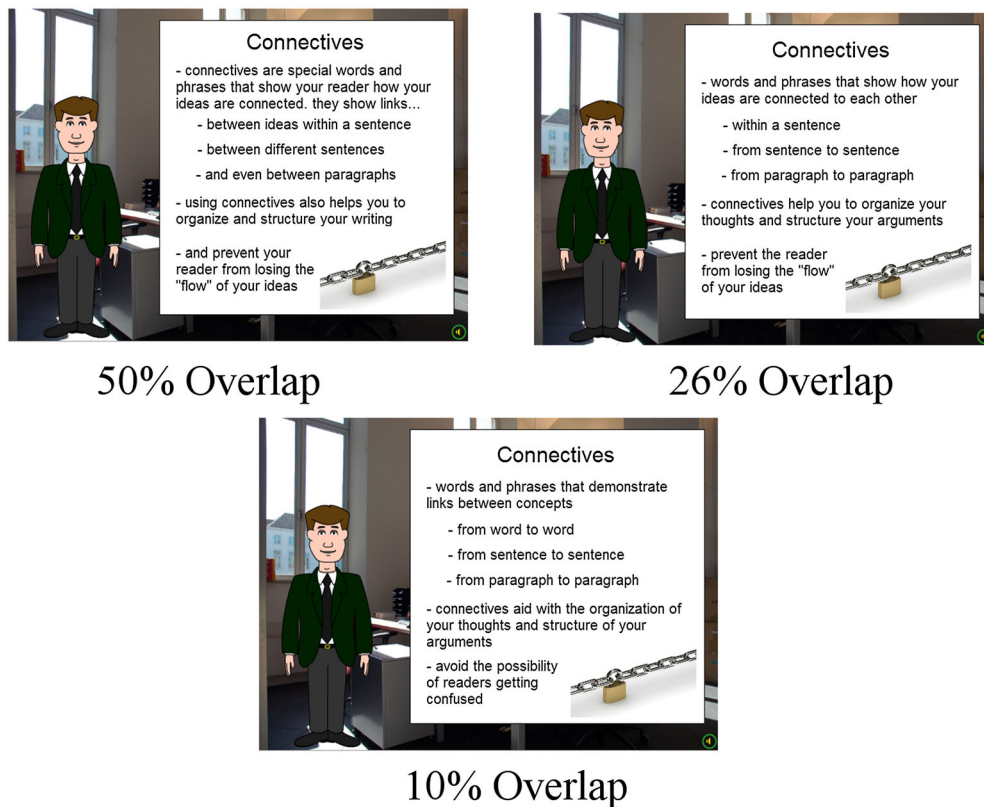 Connectives
- connectives are special words and
phrases that show your reader how your
ideas are connected. they show links...
- between ideas within a sentence
- between different sentences
- and even between paragraphs
- using connectives also helps you to
organize and structure your writing
- and prevent your
reader from losing the
"flow" of your ideas
50% Overlap
Connectives
- words and phrases that show how your
ideas are connected to each other
- within a sentence
- from sentence to sentence
- from paragraph to paragraph
- connectives help you to organize your
thoughts and structure your arguments
- prevent the reader
from losing the "flow"
of your ideas
26% Overlap
Connectives
- words and phrases that demonstrate
links between concepts
- from word to word
- from sentence to sentence
- from paragraph to paragraph
- connectives aid with the organization of
your thoughts and structure of your
arguments
- avoid the possibility
of readers getting
confused
10% Overlap